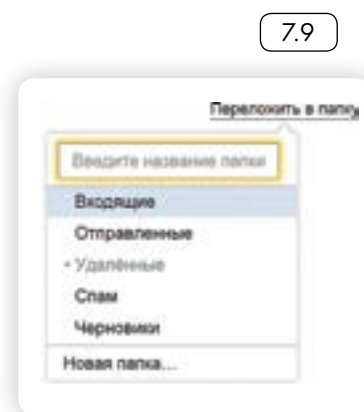 7.9
Переложить в папку
Введите название папки
Входящие
Отправленные
• Удалённые
Спам
Черновики
Новая папка...